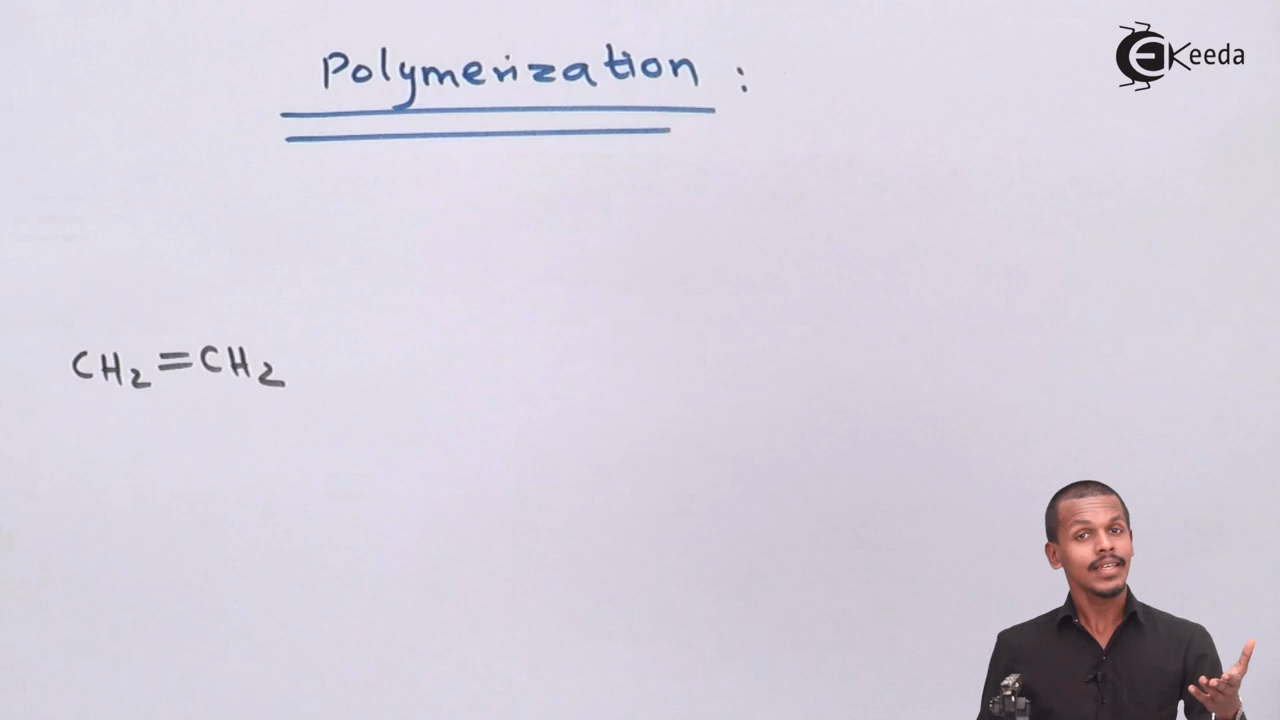 Polymerization :
EKeeda
CH₂=CH₂